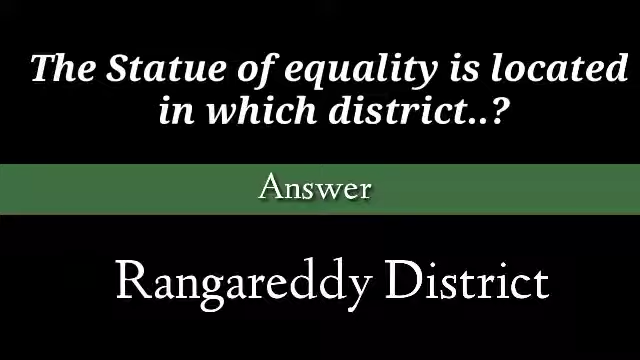 The Statue of equality is located
in which district..?
Answer
Rangareddy District